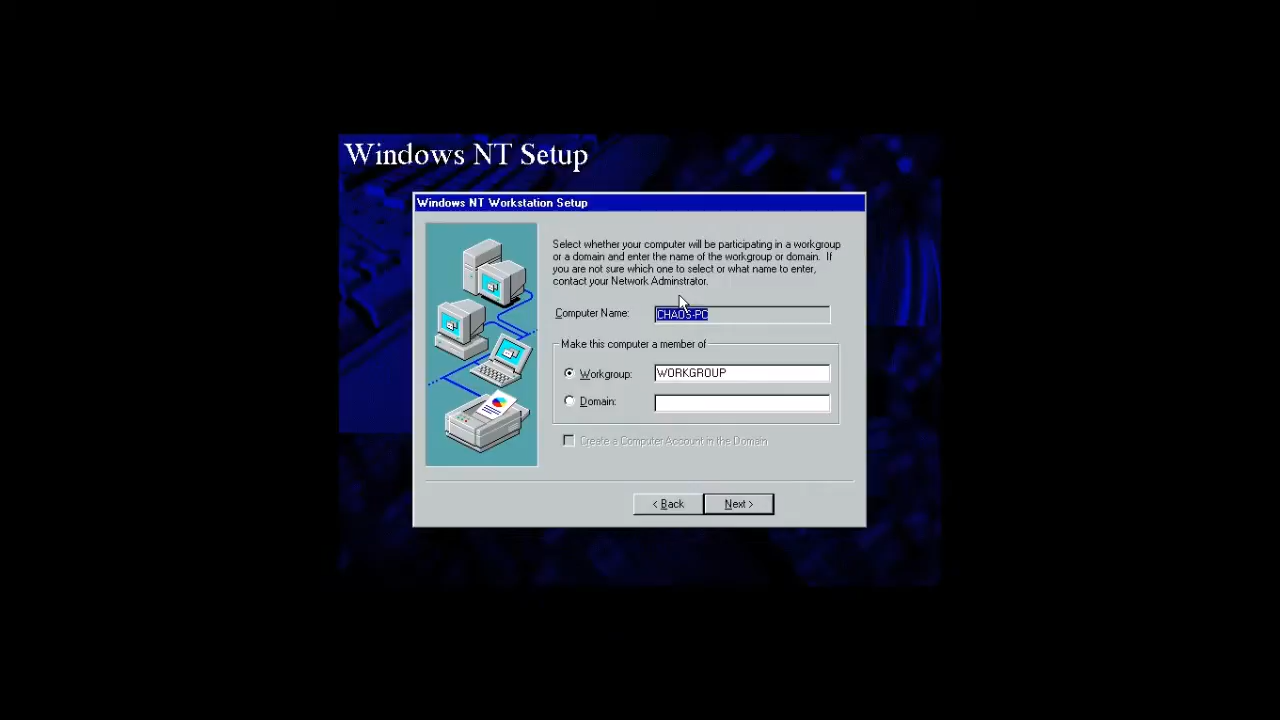 Windows NT Setup
Windows NT Workstation Setup
Select whether your computer will be participating in a workgroup
or a domain and enter the name of the workgroup or domain. If
you are not sure which one to select or what name to enter,
contact your Network Adminstrator.
Computer Name: CHAOS-PC
Make this computer a member of
Workgroup: WORKGROUP
Domain:
Create a Computer Account in the Domain
< Back Next >